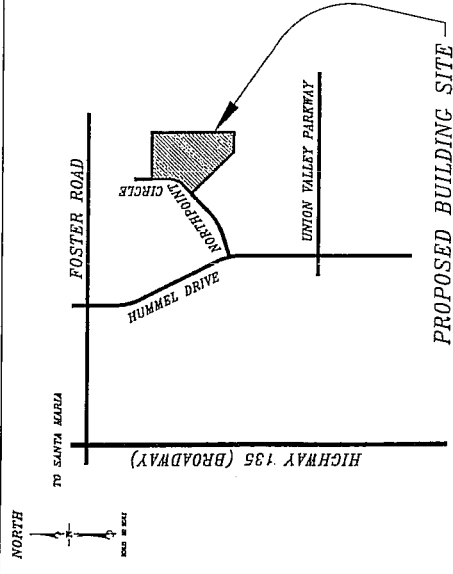 NORTH
TO SANTA MARIA
FOSTER ROAD
HIGHWAY 135 (BROADWAY)
HUMMEL DRIVE
NORTHPOINT
CIRCLE
UNION VALLEY PARKWAY
PROPOSED BUILDING SITE